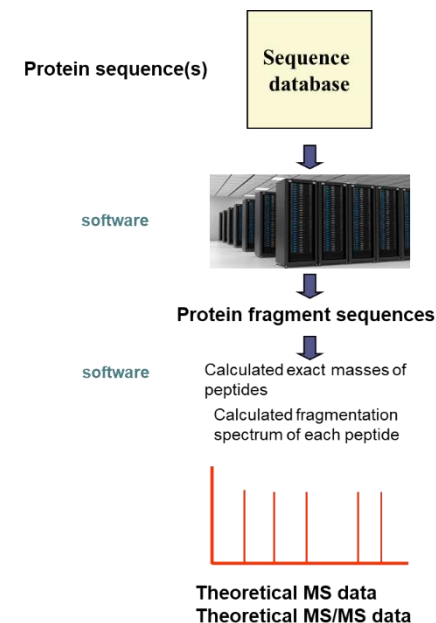 Protein sequence(s)
Sequence
database
software
Protein fragment sequences
software
Calculated exact masses of
peptides
Calculated fragmentation
spectrum of each peptide
Theoretical MS data
Theoretical MS/MS data